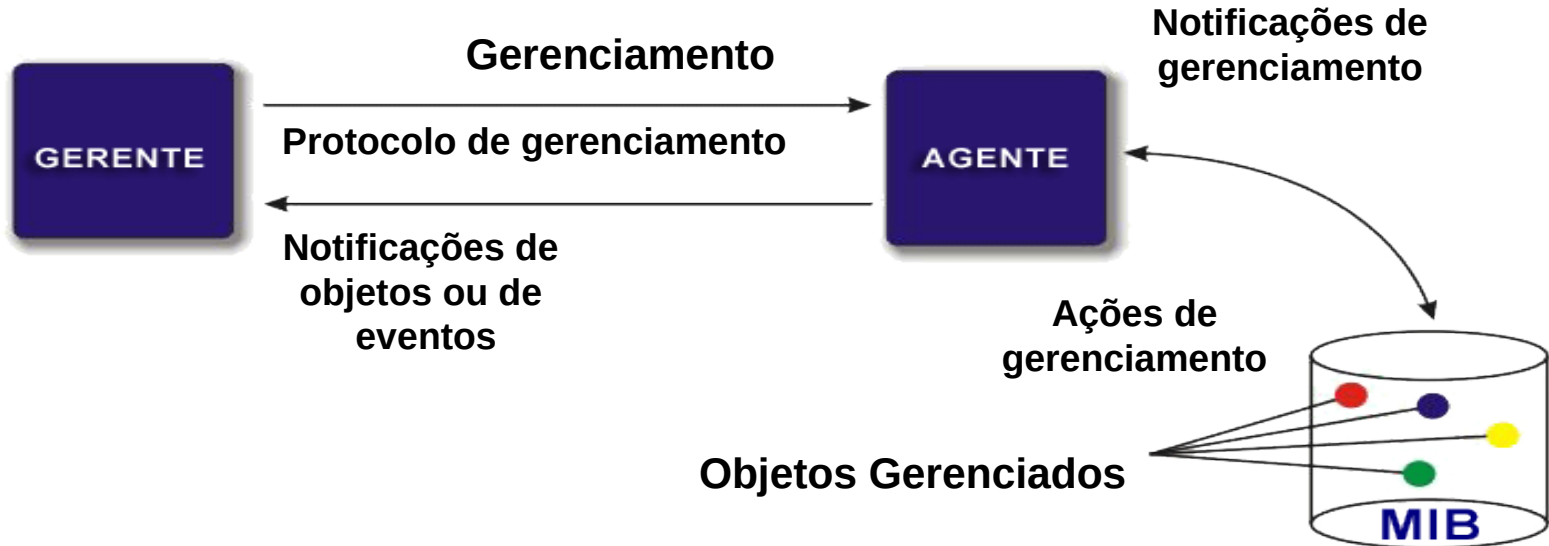 Gerenciamento
Notificações de
gerenciamento
GERENTE
Protocolo de gerenciamento
AGENTE
Notificações de
objetos ou de
eventos
Ações de
gerenciamento
Objetos Gerenciados
MIB